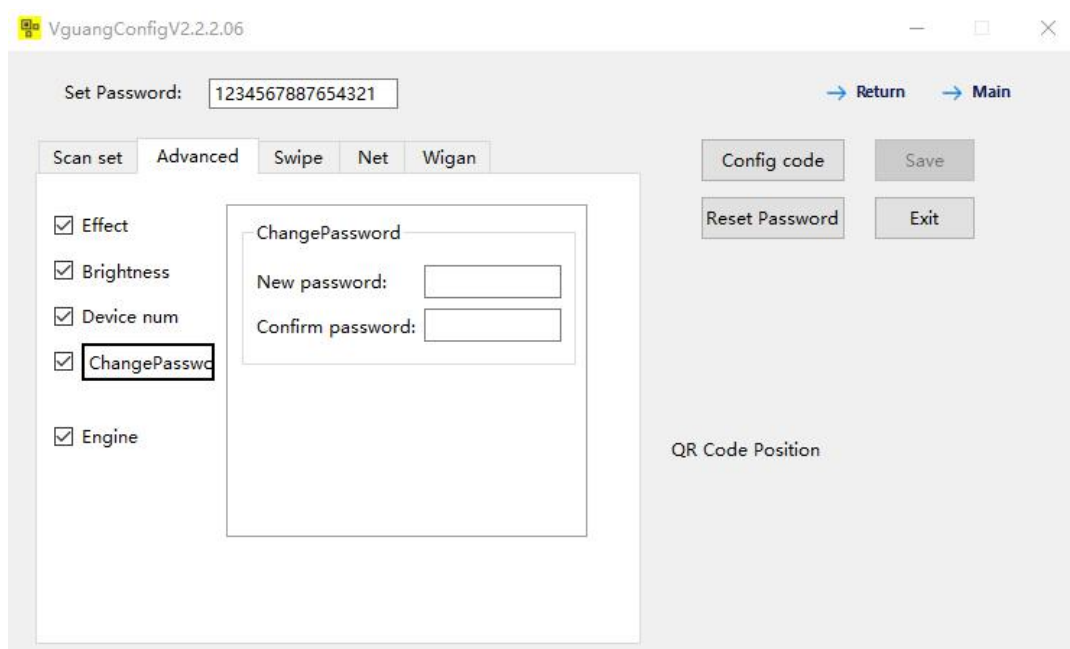 VguangConfigV2.2.2.06
Set Password: 1234567887654321
Return Main
Scan set Advanced Swipe Net Wigan
Config code Save
Reset Password Exit
Effect
Brightness
Device num
ChangePasswo
Engine
ChangePassword
New password:
Confirm password:
QR Code Position